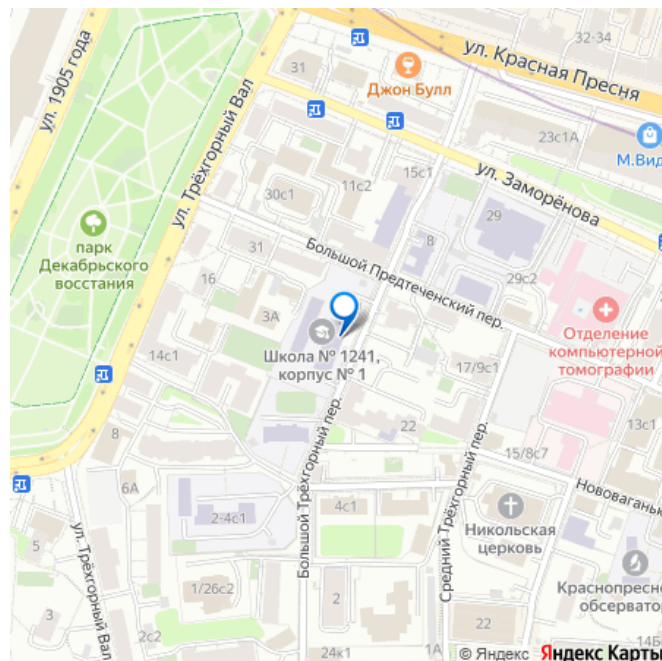 32-34
ул. Красная Пресня
ул. 1905 года
31
Джон Булл
23с1А
М.Вид
ул. Трёхгорный Вал
15с1
ул. Заморёнова
11с2
30с1
29
парк
Декабрьского
восстания
31
8
Большой Предтеченский пер.
29с2
16
3А
Отделение
компьютерной
томографии
Школа № 1241,
корпус № 1
14с1
17/9с1
13с1
8
22
15/8с7
Нововаганьк
6А
2-4с1
4с1
Большой Трёхгорный пер.
Средний Трёхгорный пер.
Никольская
церковь
5
ул. Трёхгорный Вал
1/26с2
2
Краснопресне
обсерватор
3
22
2с2
24к1
1А
14Б
© Яндекс Яндекс Карты